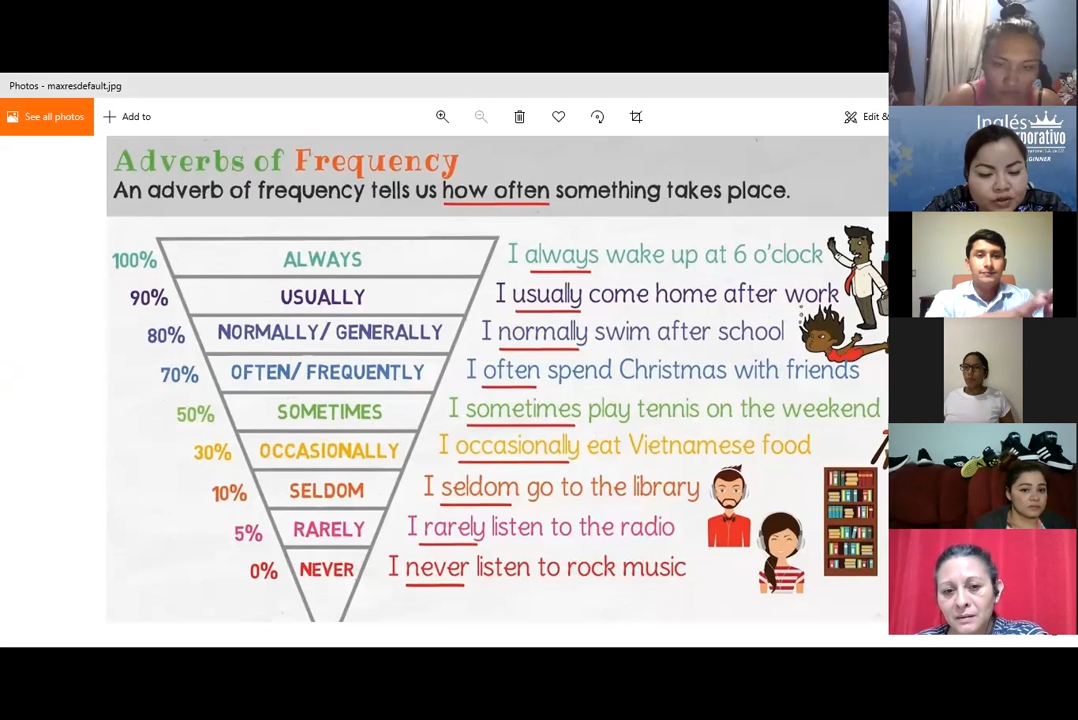 Photos - maxresdefault.jpg
See all photos
Add to
Edit &
Adverbs of Frequency
An adverb of frequency tells us how often something takes place.
100% ALWAYS I always wake up at 6 o'clock
90% USUALLY I usually come home after work
80% NORMALLY/ GENERALLY I normally swim after school
70% OFTEN/ FREQUENTLY I often spend Christmas with friends
50% SOMETIMES I sometimes play tennis on the weekend
30% OCCASIONALLY I occasionally eat Vietnamese food
10% SELDOM I seldom go to the library
5% RARELY I rarely listen to the radio
0% NEVER I never listen to rock music
Inglés